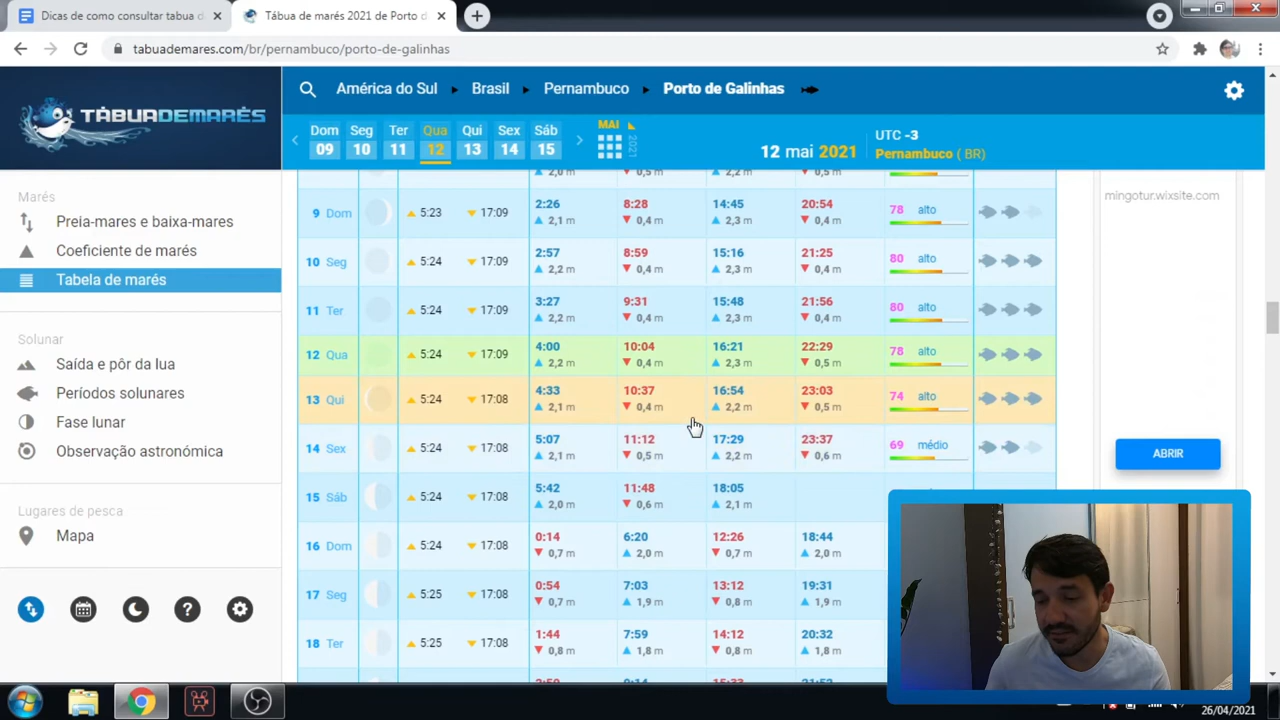 Dicas de como consultar tabua d
Tábua de marés 2021 de Porto d
tabuademares.com/br/pernambuco/porto-de-galinhas
TÁBUADEMARÉS
América do Sul Brasil Pernambuco Porto de Galinhas
Dom Seg Ter Qua Qui Sex Sáb
09 10 11 12 13 14 15
MAI 2021
12 mai 2021
UTC -3
Pernambuco ( BR)
Marés
Preia-mares e baixa-mares
Coeficiente de marés
Tabela de marés
Solunar
Saída e pôr da lua
Períodos solunares
Fase lunar
Observação astronómica
Lugares de pesca
Mapa
2,0 m 0,5 m 2,2 m 0,5 m
9 Dom 5:23 17:09 2:26 8:28 14:45 20:54 78 alto
2,1 m 0,4 m 2,3 m 0,4 m
10 Seg 5:24 17:09 2:57 8:59 15:16 21:25 80 alto
2,2 m 0,4 m 2,3 m 0,4 m
11 Ter 5:24 17:09 3:27 9:31 15:48 21:56 80 alto
2,2 m 0,4 m 2,3 m 0,4 m
12 Qua 5:24 17:09 4:00 10:04 16:21 22:29 78 alto
2,2 m 0,4 m 2,3 m 0,5 m
13 Qui 5:24 17:08 4:33 10:37 16:54 23:03 74 alto
2,1 m 0,4 m 2,2 m 0,5 m
14 Sex 5:24 17:08 5:07 11:12 17:29 23:37 69 médio
2,1 m 0,5 m 2,2 m 0,6 m
15 Sáb 5:24 17:08 5:42 11:48 18:05
2,0 m 0,6 m 2,1 m
16 Dom 5:24 17:08 0:14 6:20 12:26 18:44
0,7 m 2,0 m 0,7 m 2,0 m
17 Seg 5:25 17:08 0:54 7:03 13:12 19:31
0,7 m 1,9 m 0,8 m 1,9 m
18 Ter 5:25 17:08 1:44 7:59 14:12 20:32
0,8 m 1,8 m 0,8 m 1,8 m
mingotur.wixsite.com
ABRIR
26/04/2021